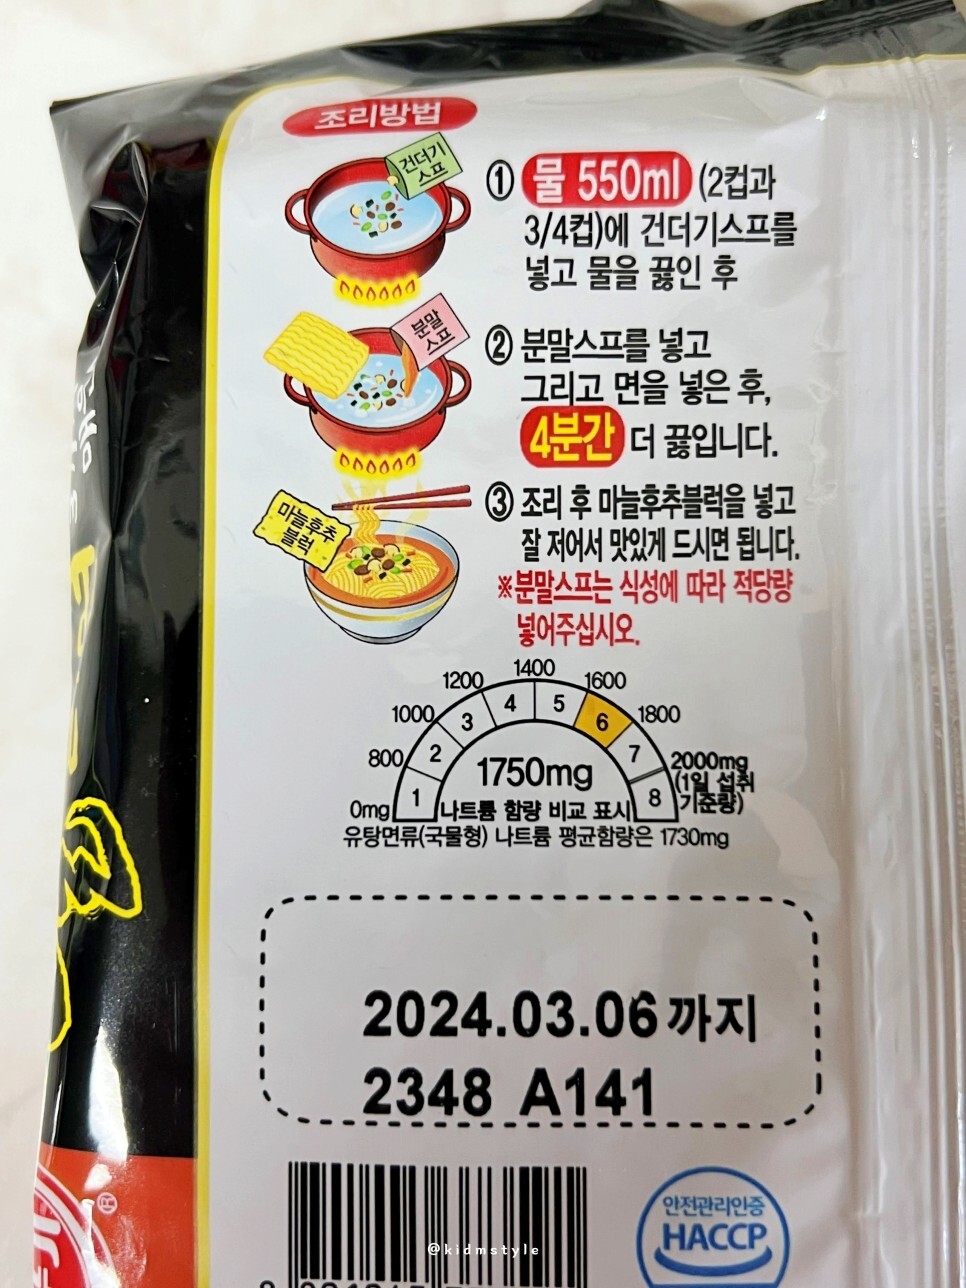 조리방법
건더기
스프
① 물 550ml (2컵과
3/4컵)에 건더기스프를
넣고 물을 끓인 후
분말
스프
② 분말스프를 넣고
그리고 면을 넣은 후,
4분간 더 끓입니다.
마늘후추
블럭
③ 조리 후 마늘후추블럭을 넣고
잘 저어서 맛있게 드시면 됩니다.
※분말스프는 식성에 따라 적당량
넣어주십시오.
0mg 800 1000 1200 1400 1600 1800 2000mg
(1일 섭취
기준량)
1 2 3 4 5 6 7 8
1750mg
나트륨 함량 비교 표시
유탕면류(국물형) 나트륨 평균함량은 1730mg
2024.03.06까지
2348 A141
안전관리인증
HACCP
@kidmstyle